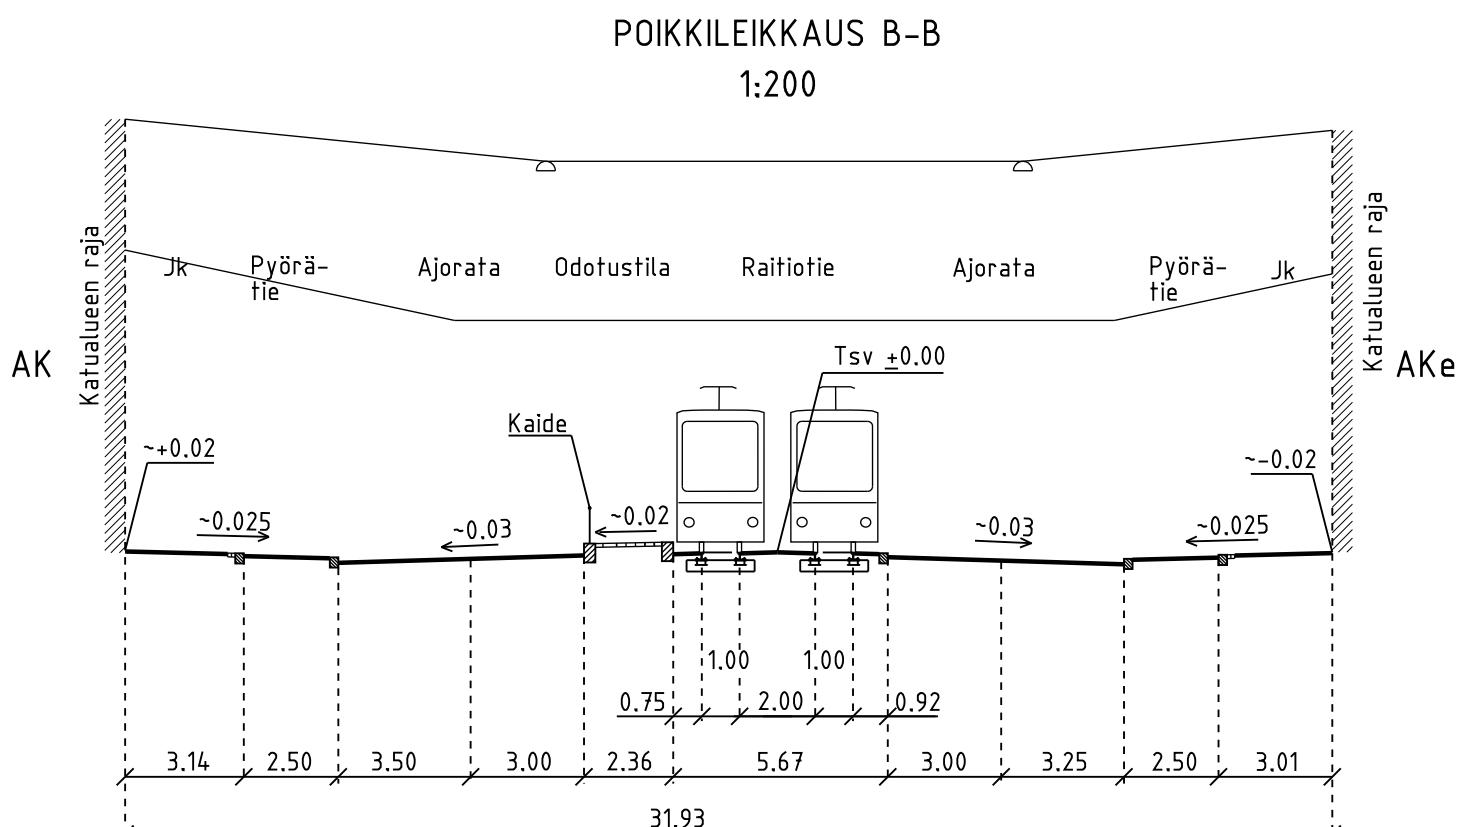 POIKKILEIKKAUS B-B
1:200
Katualueen raja
Jk
Pyörä-
tie
Ajorata
Odotustila
Raitiotie
Ajorata
Pyörä-
tie
Jk
Katualueen raja
AK
AKe
Tsv ±0.00
Kaide
~+0.02
~-0.02
~0.025
~0.03
~0.02
~0.03
~0.025
1.00
1.00
0.75
2.00
0.92
3.14
2.50
3.50
3.00
2.36
5.67
3.00
3.25
2.50
3.01
31.93